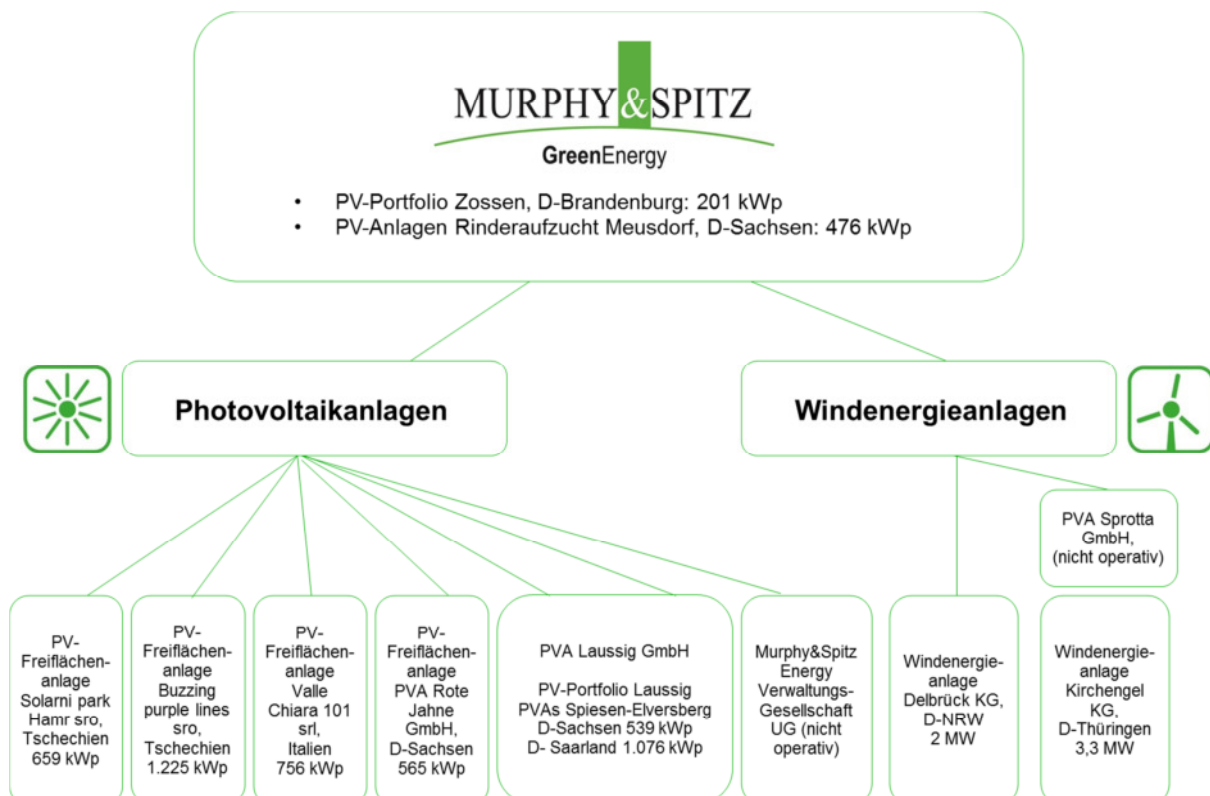 MURPHY&SPITZ
GreenEnergy
• PV-Portfolio Zossen, D-Brandenburg: 201 kWp
• PV-Anlagen Rinderaufzucht Meusdorf, D-Sachsen: 476 kWp
Photovoltaikanlagen
Windenergieanlagen
PV-
Freiflächen-
anlage
Solarni park
Hamr sro,
Tschechien
659 kWp
PV-
Freiflächen-
anlage
Buzzing
purple lines
sro,
Tschechien
1.225 kWp
PV-
Freiflächen-
anlage
Valle
Chiara 101
srl,
Italien
756 kWp
PV-
Freiflächen-
anlage
PVA Rote
Jahne
GmbH,
D-Sachsen
565 kWp
PVA Laussig GmbH
PV-Portfolio Laussig
PVAs Spiesen-Elversberg
D-Sachsen 539 kWp
D- Saarland 1.076 kWp
Murphy&Spitz
Energy
Verwaltungs-
Gesellschaft
UG (nicht
operativ)
Windenergie-
anlage
Delbrück KG,
D-NRW
2 MW
PVA Sprotta
GmbH,
(nicht operativ)
Windenergie-
anlage
Kirchengel
KG,
D-Thüringen
3,3 MW